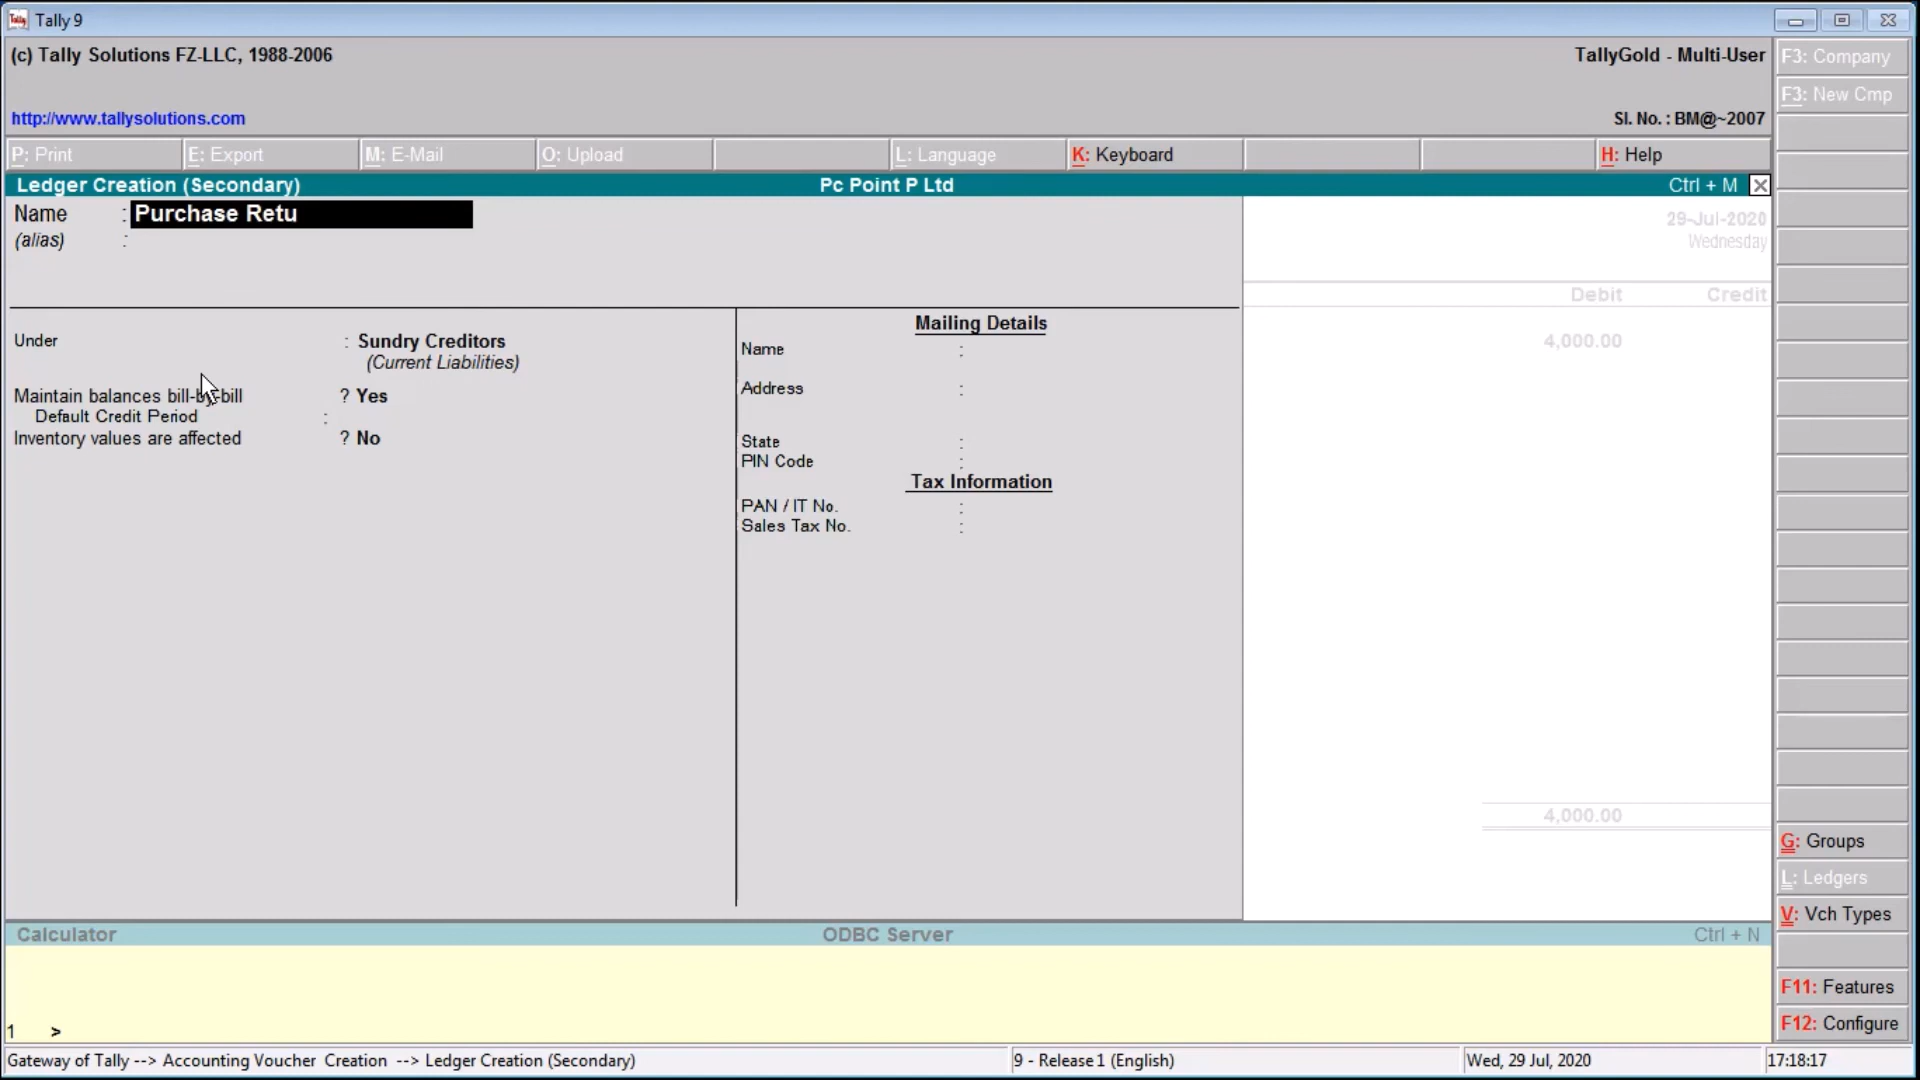 Tally 9
(c) Tally Solutions FZ-LLC, 1988-2006
TallyGold - Multi-User
http://www.tallysolutions.com
Sl. No. : BM@~2007
P: Print
E: Export
M: E-Mail
O: Upload
L: Language
K: Keyboard
H: Help
Ledger Creation (Secondary)
Pc Point P Ltd
Ctrl + M
Name : Purchase Retu
(alias) :
29-Jul-2020
Wednesday
Debit Credit
4,000.00
4,000.00
Under : Sundry Creditors
(Current Liabilities)
Maintain balances bill-by-bill ? Yes
Default Credit Period :
Inventory values are affected ? No
Mailing Details
Name :
Address :
State :
PIN Code :
Tax Information
PAN / IT No. :
Sales Tax No. :
F3: Company
F3: New Cmp
G: Groups
L: Ledgers
V: Vch Types
F11: Features
F12: Configure
Calculator
ODBC Server
Ctrl + N
1 >
Gateway of Tally --> Accounting Voucher Creation --> Ledger Creation (Secondary)
9 - Release 1 (English)
Wed, 29 Jul, 2020
17:18:17